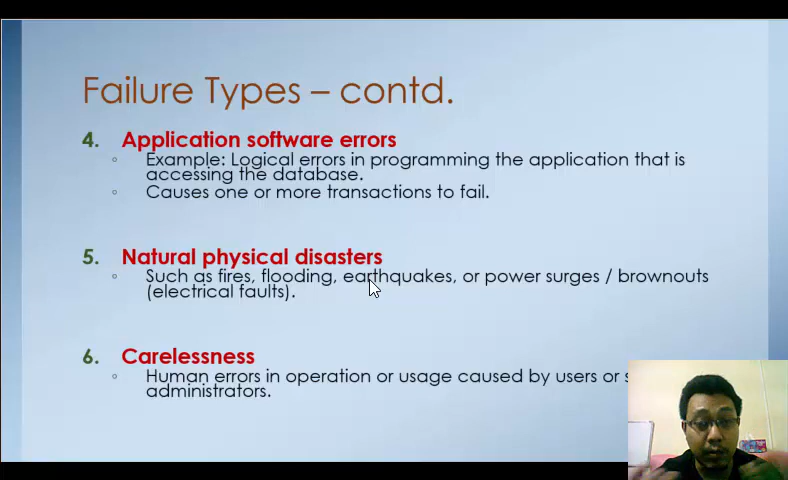 Failure Types – contd.
4. Application software errors
◦ Example: Logical errors in programming the application that is
accessing the database.
◦ Causes one or more transactions to fail.
5. Natural physical disasters
◦ Such as fires, flooding, earthquakes, or power surges / brownouts
(electrical faults).
6. Carelessness
◦ Human errors in operation or usage caused by users or
administrators.